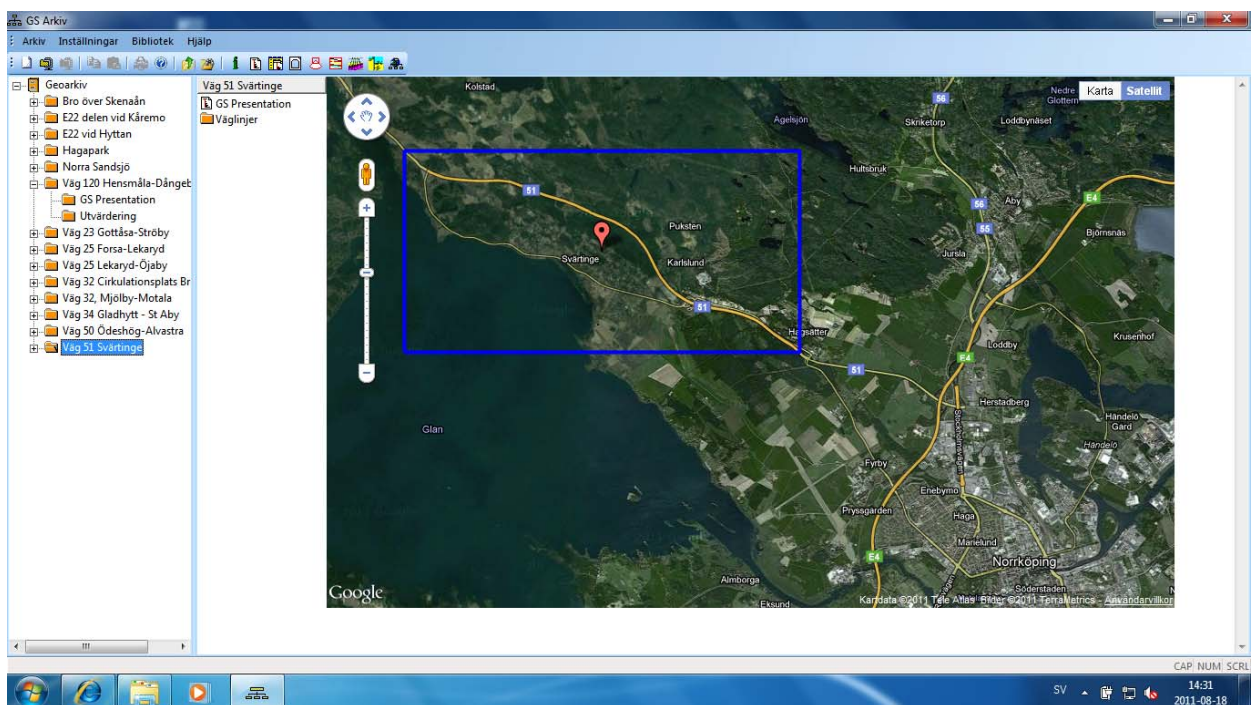 GS Arkiv
Arkiv Inställningar Bibliotek Hjälp
Geoarkiv
Bro över Skenaån
E22 delen vid Kåremo
E22 vid Hyttan
Hagapark
Norra Sandsjö
Väg 120 Hensmåla-Dångeb
GS Presentation
Utvärdering
Väg 23 Gottåsa-Ströby
Väg 25 Forsa-Lekaryd
Väg 25 Lekaryd-Öjaby
Väg 32 Cirkulationsplats Br
Väg 32, Mjölby-Motala
Väg 34 Gladhytt - St Aby
Väg 50 Ödeshög-Alvastra
Väg 51 Svärtinge
Väg 51 Svärtinge
GS Presentation
Väglinjer
Kolstad
Agelsjön
56
Skriketorp
Loddbynäset
Nedre
Glottern
Karta
Satellit
Hultsbruk
51
56
Åby
E4
Puksten
55
Björnsnäs
Svärtinge
Karlslund
Jursla
51
Hagsätter
Loddby
Krusenhof
E4
51
Herstadberg
Glan
Stockholmsvägen
Händelö
Gård
Händelö
Fyrby
Enebymo
Pryssgården
Haga
Marielund
E4
Norrköping
Almborga
Söderstaden
Eksund
Google
Kartdata ©2011 Tele Atlas Bilder ©2011 TerraMetrics - Användarvillkor
CAP NUM SCRL
SV
14:31
2011-08-18